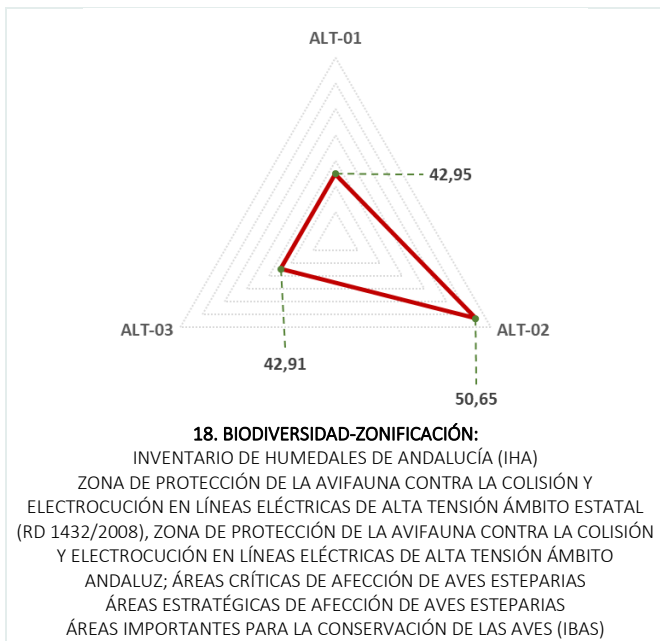 ALT-01
42,95
ALT-03
ALT-02
42,91
50,65
18. BIODIVERSIDAD-ZONIFICACIÓN:
INVENTARIO DE HUMEDALES DE ANDALUCÍA (IHA)
ZONA DE PROTECCIÓN DE LA AVIFAUNA CONTRA LA COLISIÓN Y
ELECTROCUCIÓN EN LÍNEAS ELÉCTRICAS DE ALTA TENSIÓN ÁMBITO ESTATAL
(RD 1432/2008), ZONA DE PROTECCIÓN DE LA AVIFAUNA CONTRA LA COLISIÓN
Y ELECTROCUCIÓN EN LÍNEAS ELÉCTRICAS DE ALTA TENSIÓN ÁMBITO
ANDALUZ; ÁREAS CRÍTICAS DE AFECCIÓN DE AVES ESTEPARIAS
ÁREAS ESTRATÉGICAS DE AFECCIÓN DE AVES ESTEPARIAS
ÁREAS IMPORTANTES PARA LA CONSERVACIÓN DE LAS AVES (IBAS)